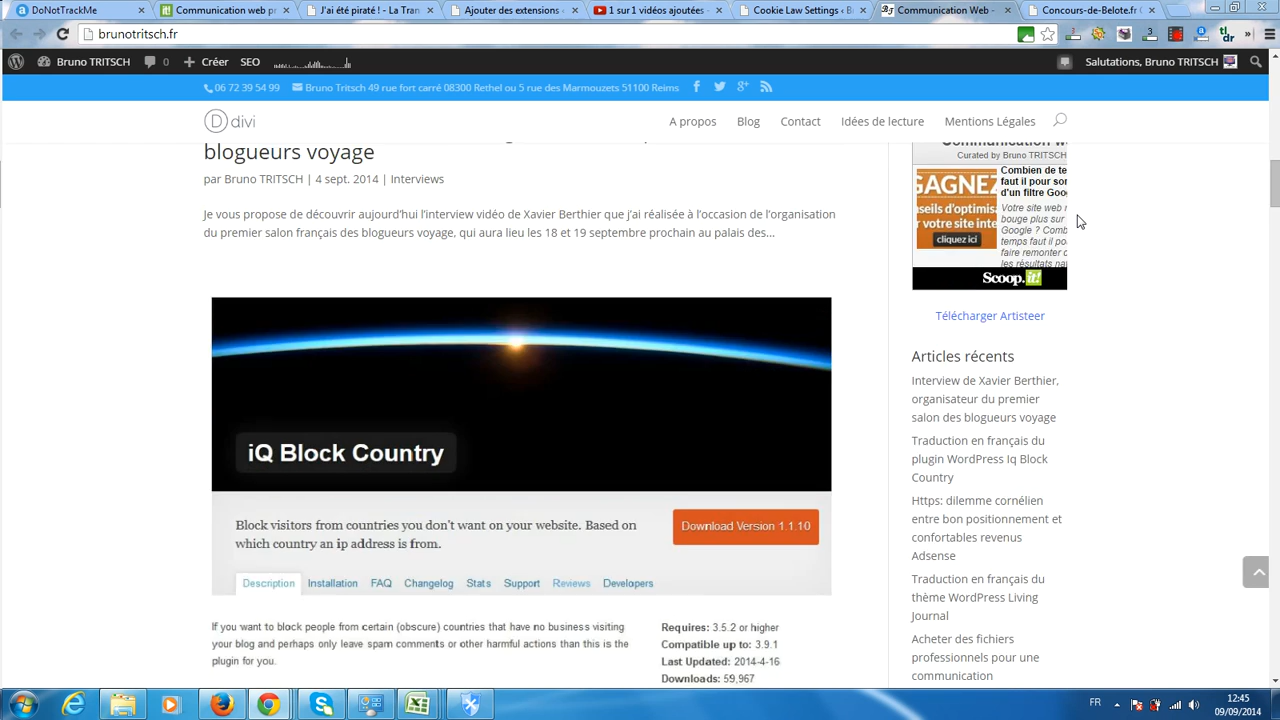 DoNotTrackMe
Communication web pr
J'ai été piraté ! - La Tran
Ajouter des extensions
1 sur 1 vidéos ajoutées -
Cookie Law Settings ‹ B
Communication Web -
Concours-de-Belote.fr
brunotritsch.fr
Bruno TRITSCH 0 Créer SEO
Salutations, Bruno TRITSCH
06 72 39 54 99 Bruno Tritsch 49 rue fort carré 08300 Rethel ou 5 rue des Marmouzets 51100 Reims
D divi
A propos Blog Contact Idées de lecture Mentions Légales
blogueurs voyage
par Bruno TRITSCH | 4 sept. 2014 | Interviews
Je vous propose de découvrir aujourd'hui l'interview vidéo de Xavier Berthier que j'ai réalisée à l'occasion de l'organisation
du premier salon français des blogueurs voyage, qui aura lieu les 18 et 19 septembre prochain au palais des...
iQ Block Country
Block visitors from countries you don't want on your website. Based on
which country an ip address is from.
Download Version 1.1.10
Description Installation FAQ Changelog Stats Support Reviews Developers
If you want to block people from certain (obscure) countries that have no business visiting
your blog and perhaps only leave spam comments or other harmful actions than this is the
plugin for you.
Requires: 3.5.2 or higher
Compatible up to: 3.9.1
Last Updated: 2014-4-16
Downloads: 59,967
Curated by Bruno TRITSCH
GAGNEZ
seils d'optimis
r votre site inte
cliquez ici
Combien de te
faut il pour sor
d'un filtre Goo
Votre site web
bouge plus sur
Google ? Comb
temps faut il po
faire remonter d
les résultats na
Scoop.it!
Télécharger Artisteer
Articles récents
Interview de Xavier Berthier,
organisateur du premier
salon des blogueurs voyage
Traduction en français du
plugin WordPress Iq Block
Country
Https: dilemme cornélien
entre bon positionnement et
confortables revenus
Adsense
Traduction en français du
thème WordPress Living
Journal
Acheter des fichiers
professionnels pour une
communication
FR
12:45
09/09/2014